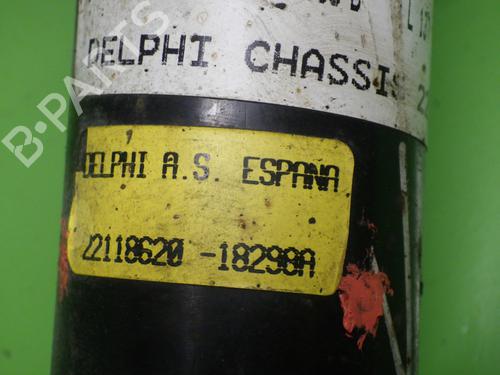 DELPHI CHASSIS
DELPHI A.S. ESPANA
22118620 -18298A
B-PARTS